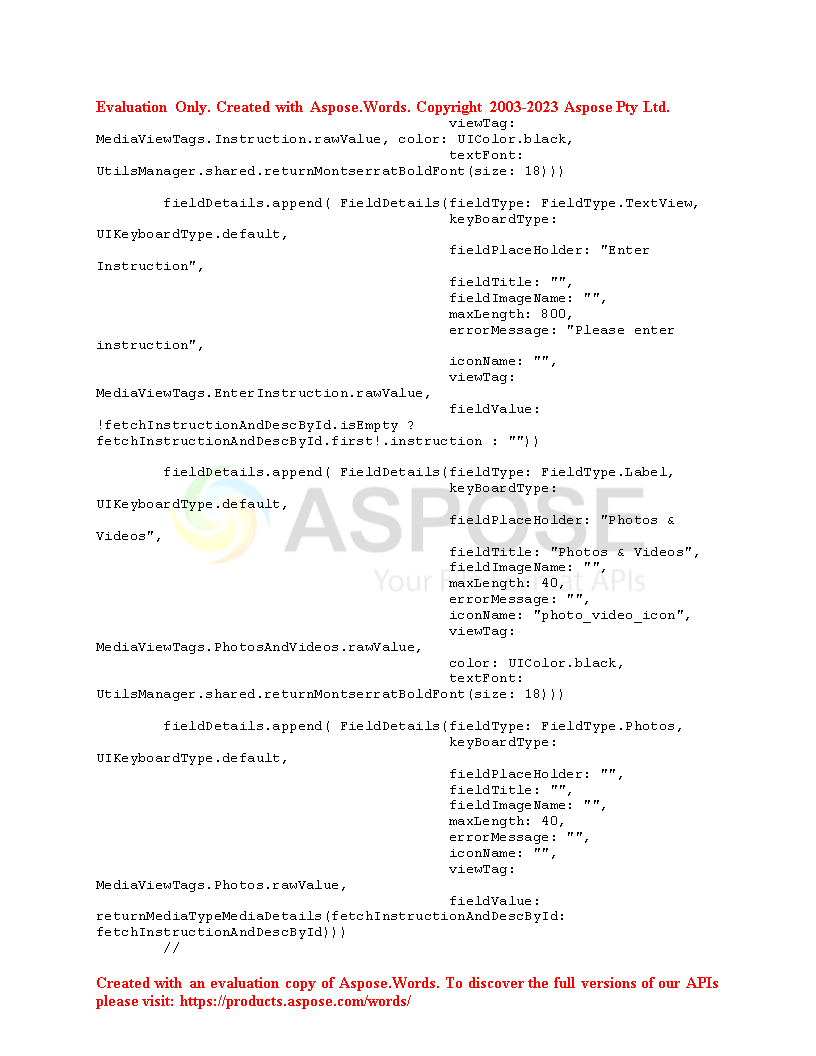 Evaluation Only. Created with Aspose.Words. Copyright 2003-2023 Aspose Pty Ltd.
viewTag:
MediaViewTags.Instruction.rawValue, color: UIColor.black,
textFont:
UtilsManager.shared.returnMontserratBoldFont(size: 18)))
fieldDetails.append( FieldDetails(fieldType: FieldType.TextView,
keyBoardType:
UIKeyboardType.default,
fieldPlaceHolder: "Enter
Instruction",
fieldTitle: "",
fieldImageName: "",
maxLength: 800,
errorMessage: "Please enter
instruction",
iconName: "",
viewTag:
MediaViewTags.EnterInstruction.rawValue,
fieldValue:
!fetchInstructionAndDescById.isEmpty ?
fetchInstructionAndDescById.first!.instruction : ""))
fieldDetails.append( FieldDetails(fieldType: FieldType.Label,
keyBoardType:
UIKeyboardType.default,
fieldPlaceHolder: "Photos &
Videos",
fieldTitle: "Photos & Videos",
fieldImageName: "",
maxLength: 40,
errorMessage: "",
iconName: "photo_video_icon",
viewTag:
MediaViewTags.PhotosAndVideos.rawValue,
color: UIColor.black,
textFont:
UtilsManager.shared.returnMontserratBoldFont(size: 18)))
fieldDetails.append( FieldDetails(fieldType: FieldType.Photos,
keyBoardType:
UIKeyboardType.default,
fieldPlaceHolder: "",
fieldTitle: "",
fieldImageName: "",
maxLength: 40,
errorMessage: "",
iconName: "",
viewTag:
MediaViewTags.Photos.rawValue,
fieldValue:
returnMediaTypeMediaDetails(fetchInstructionAndDescById:
fetchInstructionAndDescById)))
//
ASPOSE
Your File Format APIs
Created with an evaluation copy of Aspose.Words. To discover the full versions of our APIs
please visit: https://products.aspose.com/words/